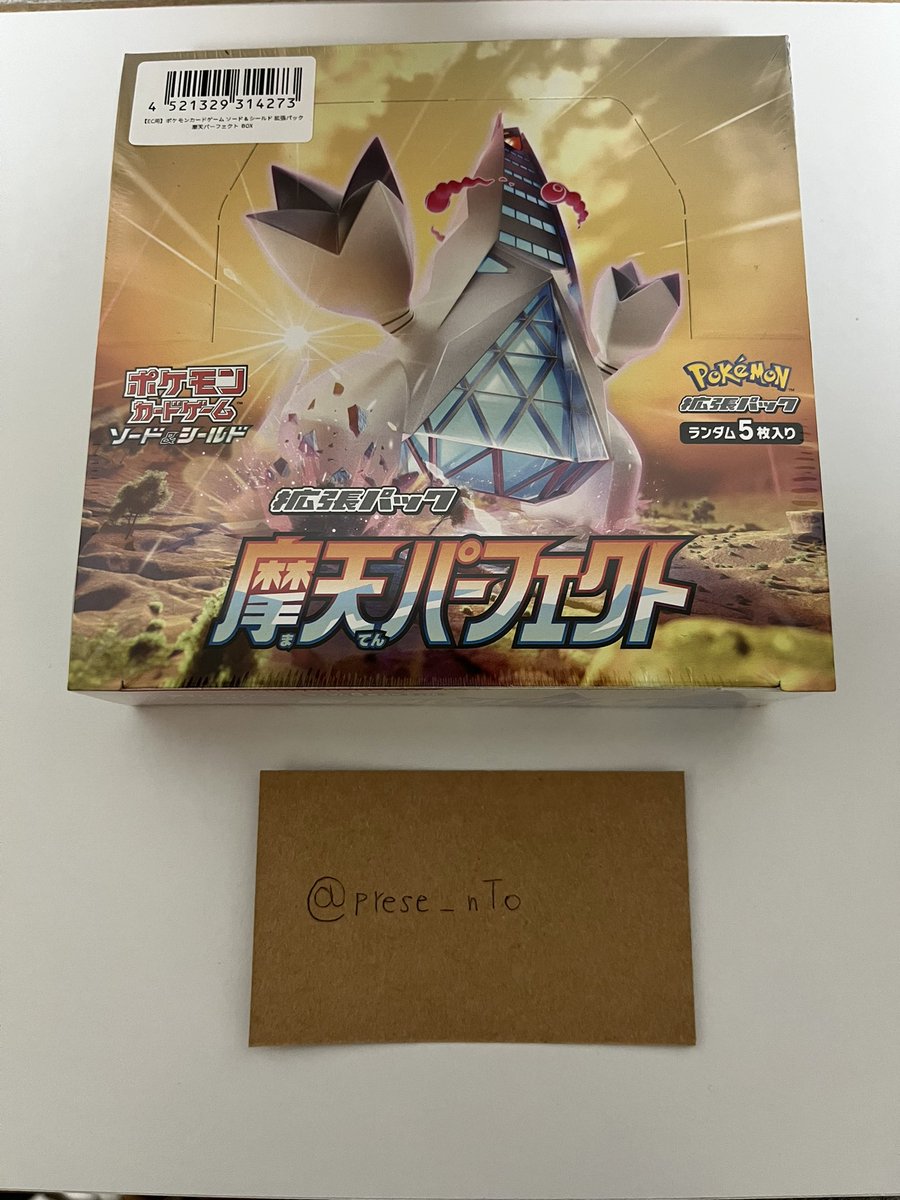 4 521329 314273
【EC用】ポケモンカードゲーム ソード＆シールド 拡張パック
摩天パーフェクト BOX
ポケモン
カードゲーム™
ソード&シールド
POKéMON™
拡張パック
ランダム5枚入り
拡張パック
摩天パーフェクト
ま てん
@prese_nTo